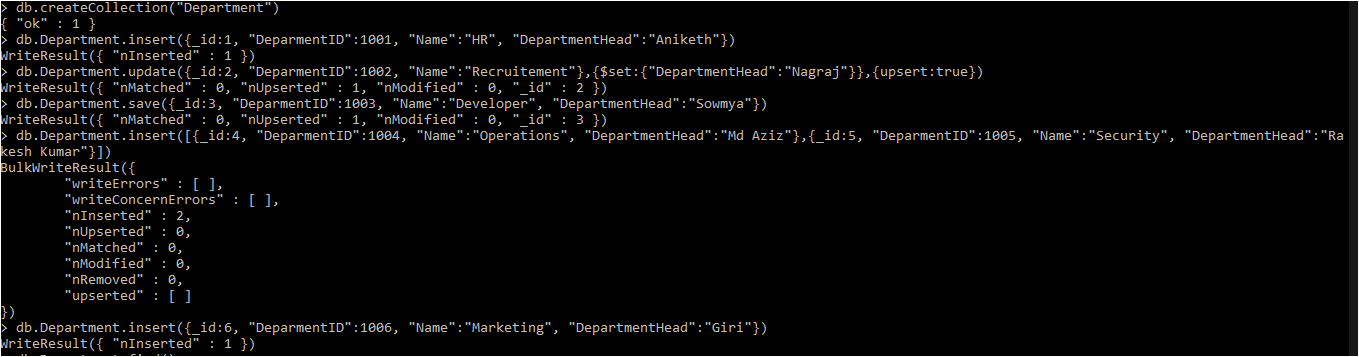 > db.createCollection("Department")
{ "ok" : 1 }
> db.Department.insert({_id:1, "DeparmentID":1001, "Name":"HR", "DepartmentHead":"Aniketh"})
WriteResult({ "nInserted" : 1 })
> db.Department.update({_id:2, "DeparmentID":1002, "Name":"Recruitement"},{$set:{"DepartmentHead":"Nagraj"}},{upsert:true})
WriteResult({ "nMatched" : 0, "nUpserted" : 1, "nModified" : 0, "_id" : 2 })
> db.Department.save({_id:3, "DeparmentID":1003, "Name":"Developer", "DepartmentHead":"Sowmya"})
WriteResult({ "nMatched" : 0, "nUpserted" : 1, "nModified" : 0, "_id" : 3 })
> db.Department.insert([{_id:4, "DeparmentID":1004, "Name":"Operations", "DepartmentHead":"Md Aziz"},{_id:5, "DeparmentID":1005, "Name":"Security", "DepartmentHead":"Ra
kesh Kumar"}])
BulkWriteResult({
        "writeErrors" : [ ],
        "writeConcernErrors" : [ ],
        "nInserted" : 2,
        "nUpserted" : 0,
        "nMatched" : 0,
        "nModified" : 0,
        "nRemoved" : 0,
        "upserted" : [ ]
})
> db.Department.insert({_id:6, "DeparmentID":1006, "Name":"Marketing", "DepartmentHead":"Giri"})
WriteResult({ "nInserted" : 1 })